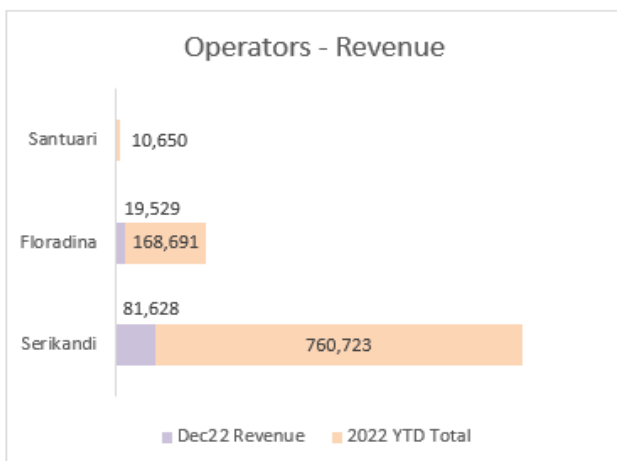 Operators - Revenue
Santuari 10,650
19,529
Floradina 168,691
81,628
Serikandi 760,723
Dec22 Revenue 2022 YTD Total